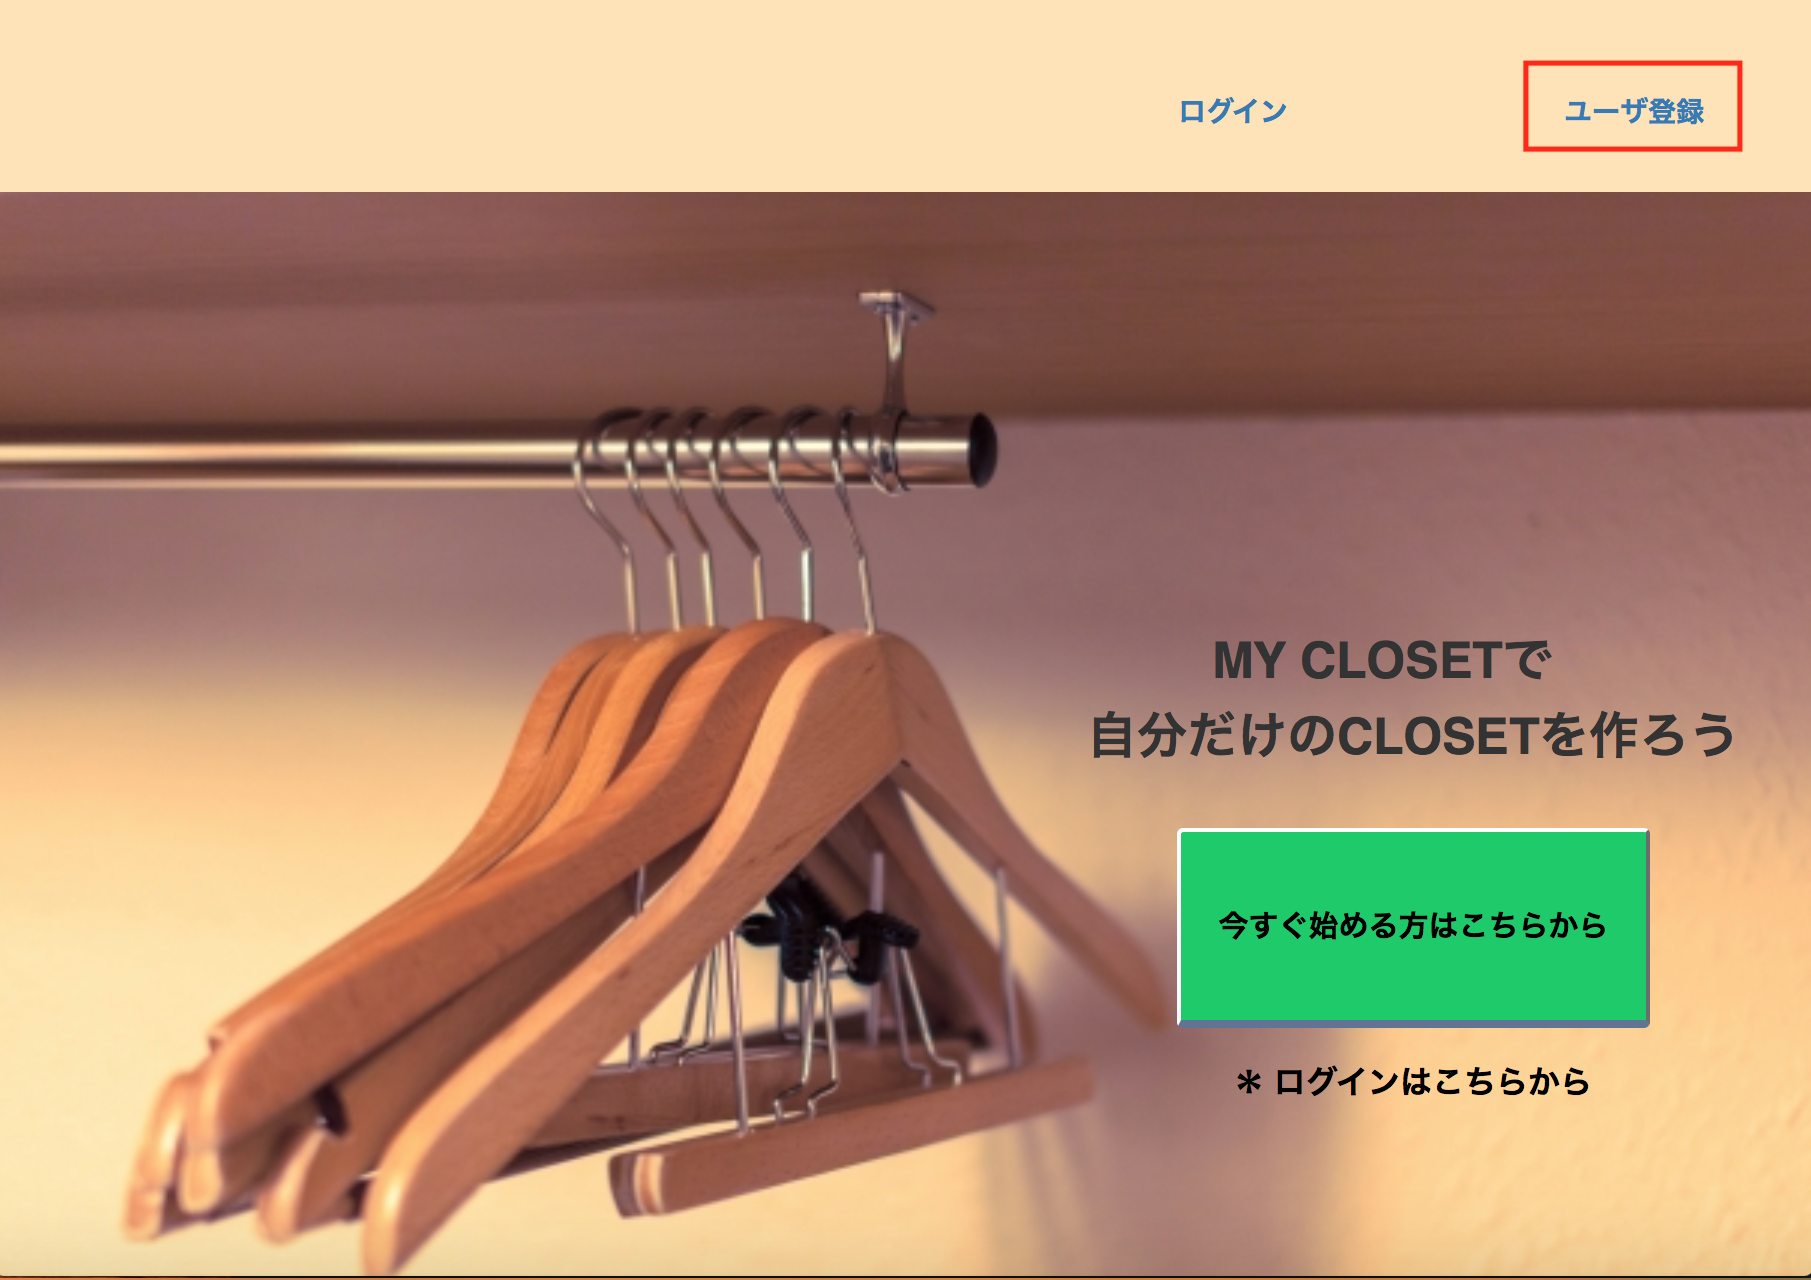 ログイン
ユーザ登録
MY CLOSETで
自分だけのCLOSETを作ろう
今すぐ始める方はこちらから
＊ ログインはこちらから